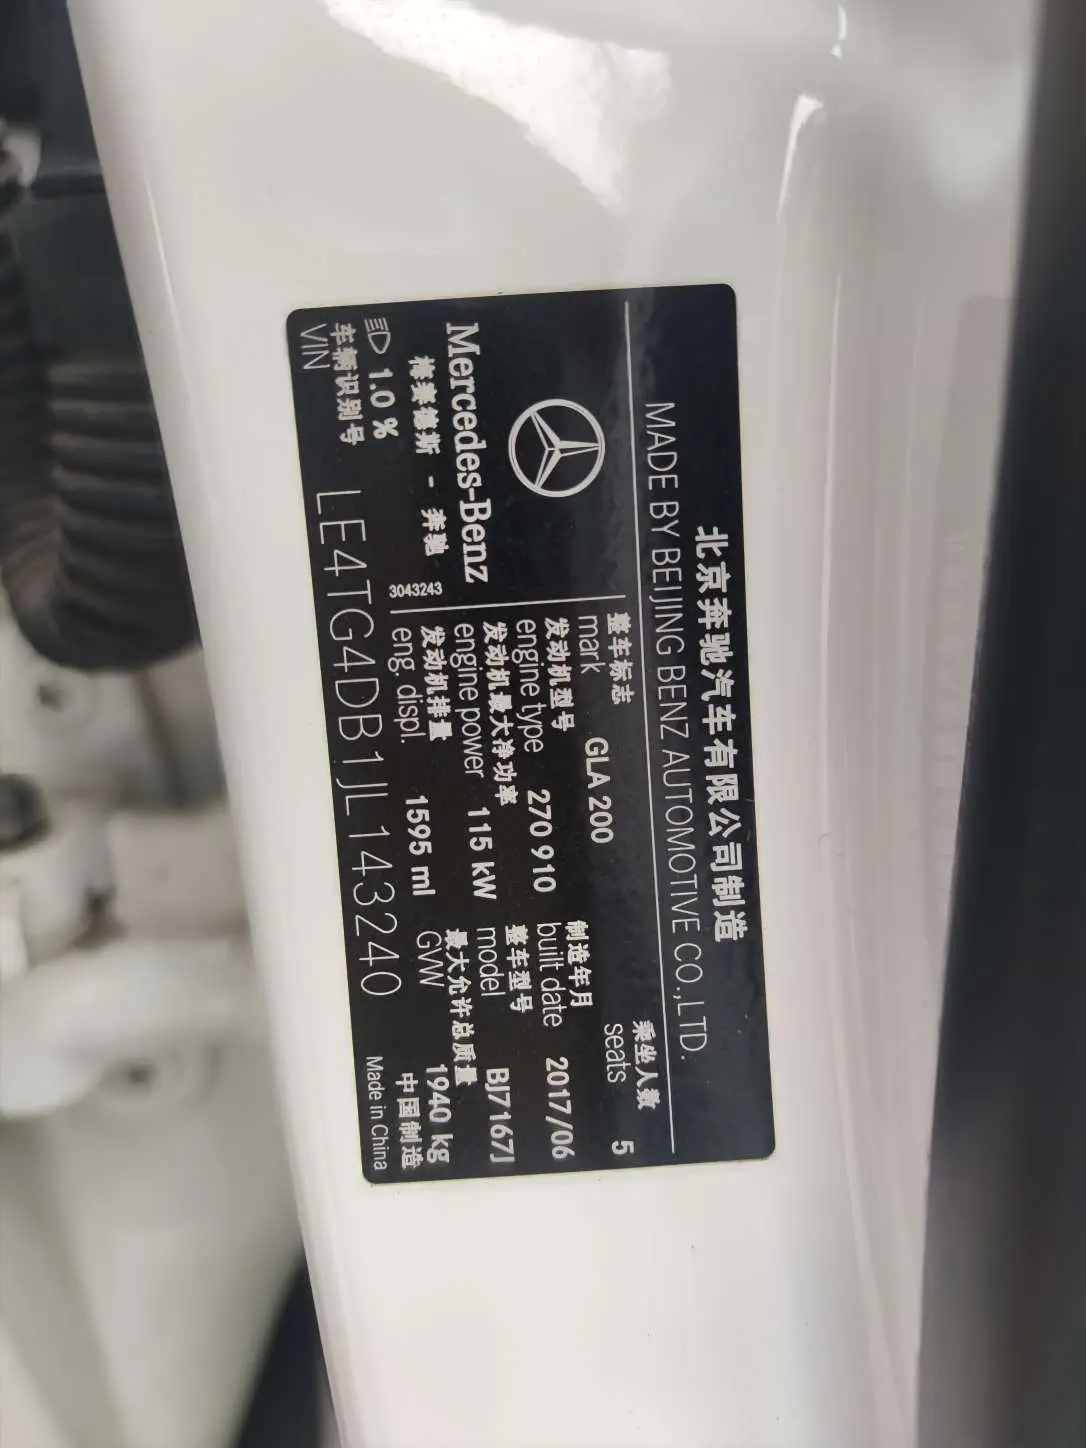 北京奔驰汽车有限公司制造
MADE BY BEIJING BENZ AUTOMOTIVE CO.,LTD.
Mercedes-Benz
梅赛德斯 - 奔驰
3043243
1.0 %
整车标志
mark GLA 200
乘坐人数
seats 5
发动机型号
engine type 270 910
制造年月
built date 2017/06
发动机最大净功率
engine power 115 kW
整车型号
model BJ7167J
发动机排量
eng. displ. 1595 ml
最大允许总质量
GVW 1940 kg
车辆识别号
VIN LE4TG4DB1JL143240
中国制造
Made in China